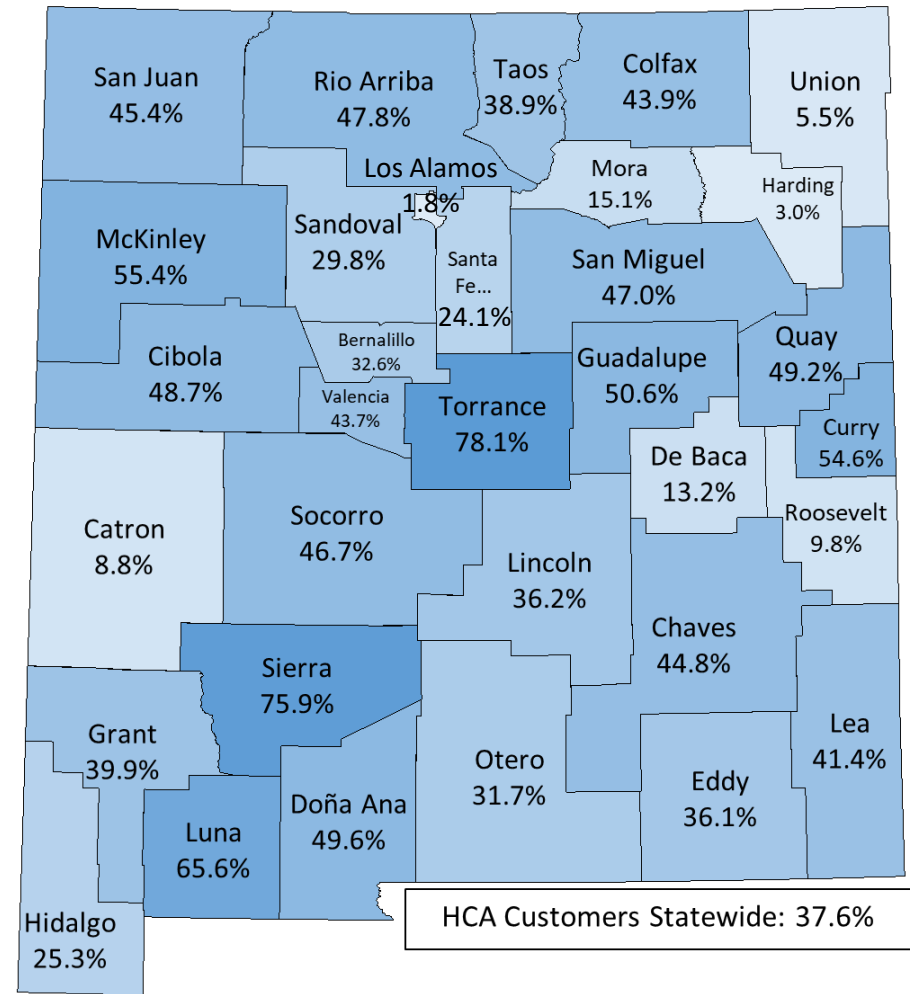 San Juan
45.4%
Rio Arriba
47.8%
Taos
38.9%
Colfax
43.9%
Union
5.5%
Los Alamos
1.8%
Mora
15.1%
Harding
3.0%
McKinley
55.4%
Sandoval
29.8%
Santa
Fe...
24.1%
San Miguel
47.0%
Cibola
48.7%
Bernalillo
32.6%
Valencia
43.7%
Torrance
78.1%
Guadalupe
50.6%
Quay
49.2%
Curry
54.6%
De Baca
13.2%
Roosevelt
9.8%
Catron
8.8%
Socorro
46.7%
Lincoln
36.2%
Chaves
44.8%
Sierra
75.9%
Grant
39.9%
Luna
65.6%
Doña Ana
49.6%
Otero
31.7%
Eddy
36.1%
Lea
41.4%
Hidalgo
25.3%
HCA Customers Statewide: 37.6%